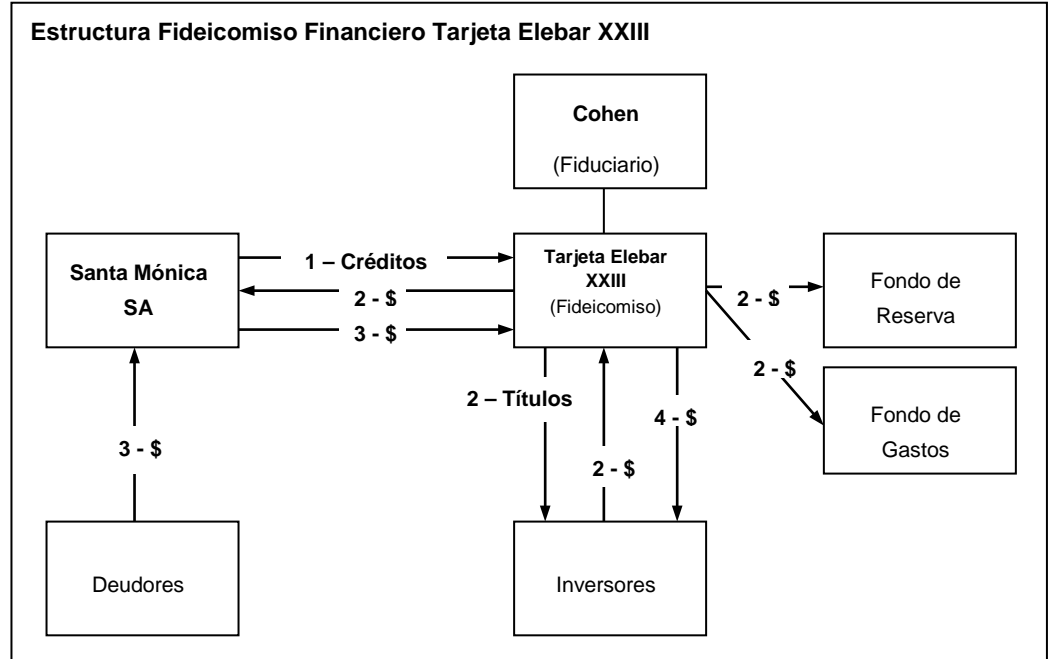 Estructura Fideicomiso Financiero Tarjeta Elebar XXIII
Cohen
(Fiduciario)
Santa Mónica
SA
1 – Créditos
2 - $
3 - $
Tarjeta Elebar
XXIII
(Fideicomiso)
2 - $
Fondo de
Reserva
2 - $
Fondo de
Gastos
2 – Títulos
4 - $
2 - $
3 - $
Deudores
Inversores